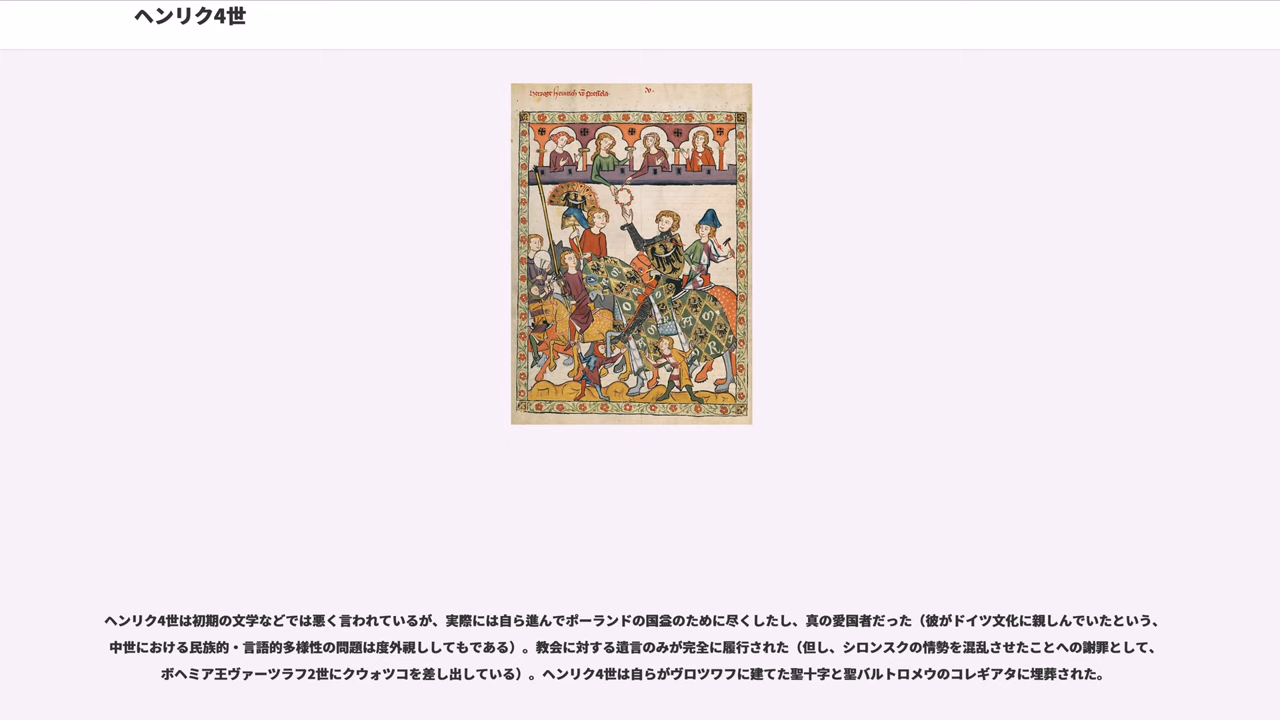 ヘンリク4世
ヘンリク4世は初期の文学などでは悪く言われているが、実際には自ら進んでポーランドの国益のために尽くしたし、真の愛国者だった（彼がドイツ文化に親しんでいたという、
中世における民族的・言語的多様性の問題は度外視ししてもである）。教会に対する遺言のみが完全に履行された（但し、シロンスクの情勢を混乱させたことへの謝罪として、
ボヘミア王ヴァーツラフ2世にクウォツコを差し出している）。ヘンリク4世は自らがヴロツワフに建てた聖十字と聖バルトロメウのコレギアタに埋葬された。